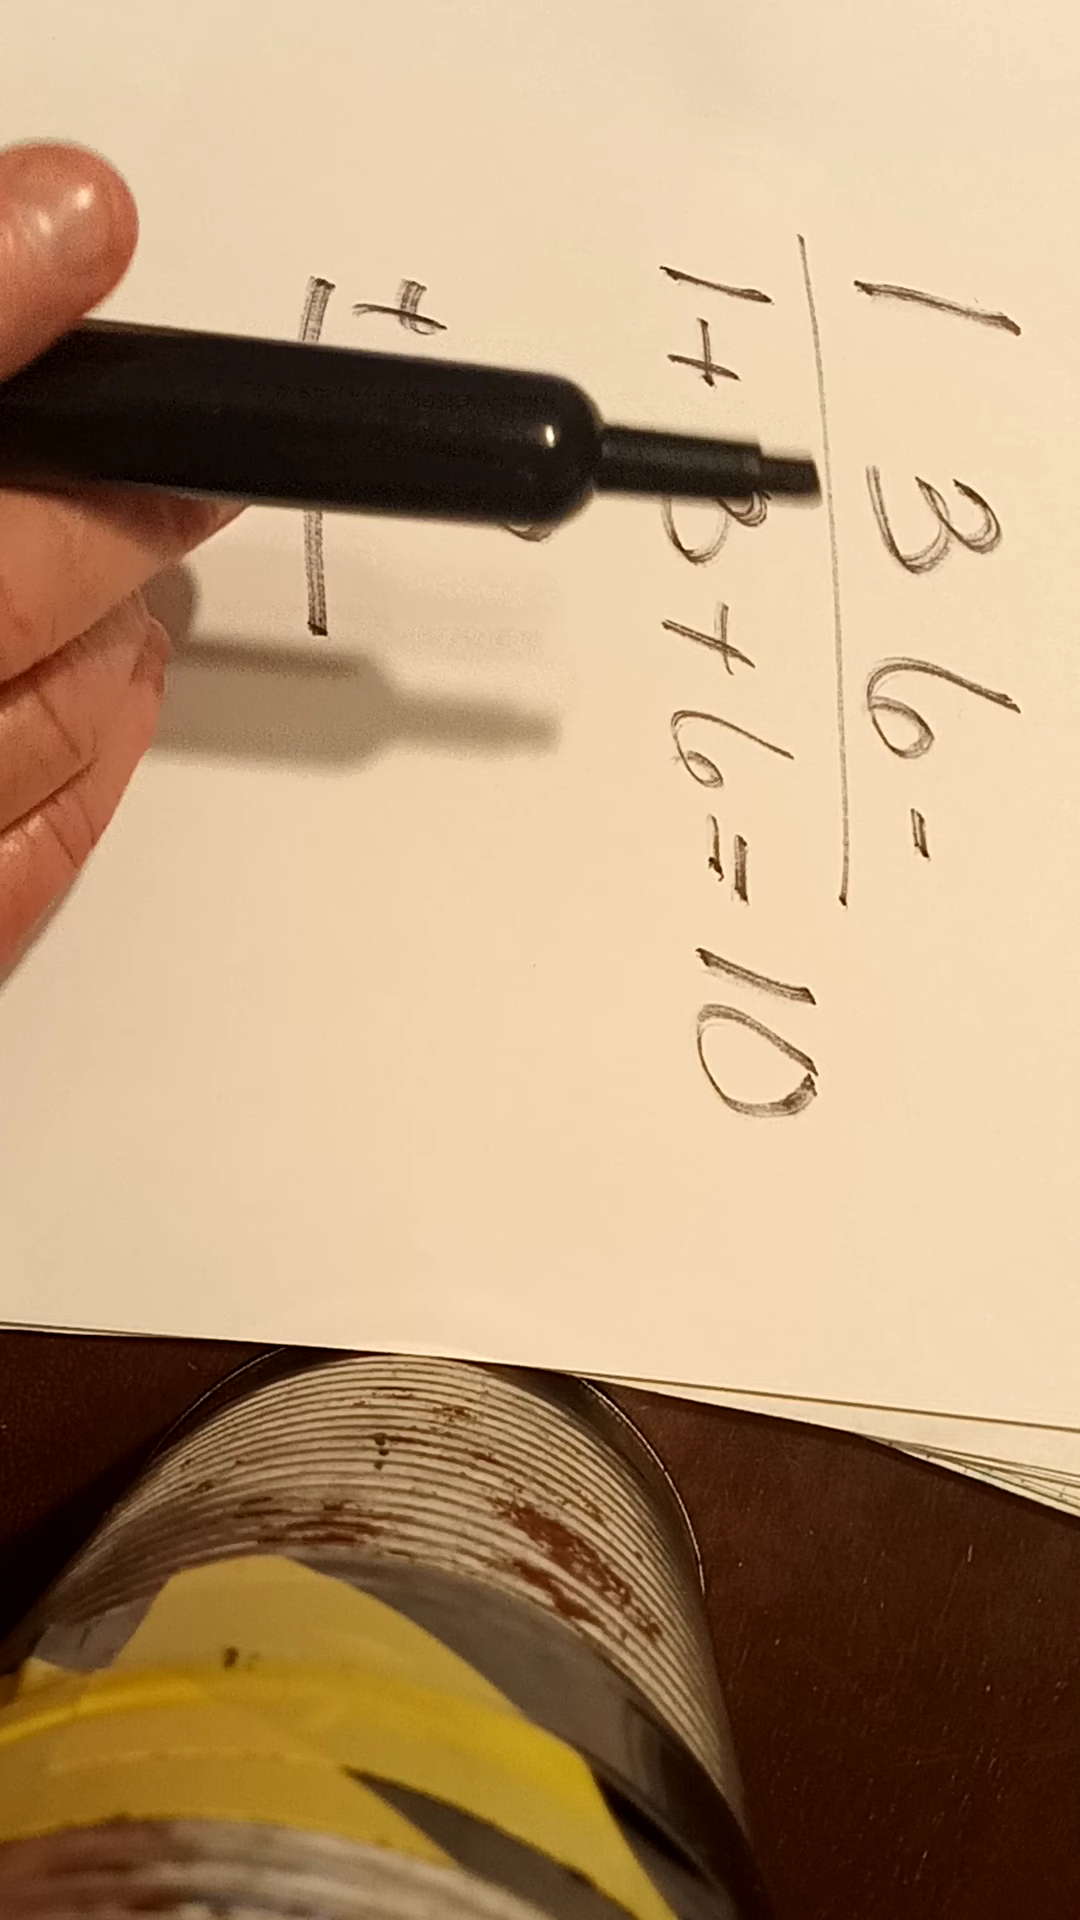 1 3 6 -
1 + 3 + 6 = 10
+